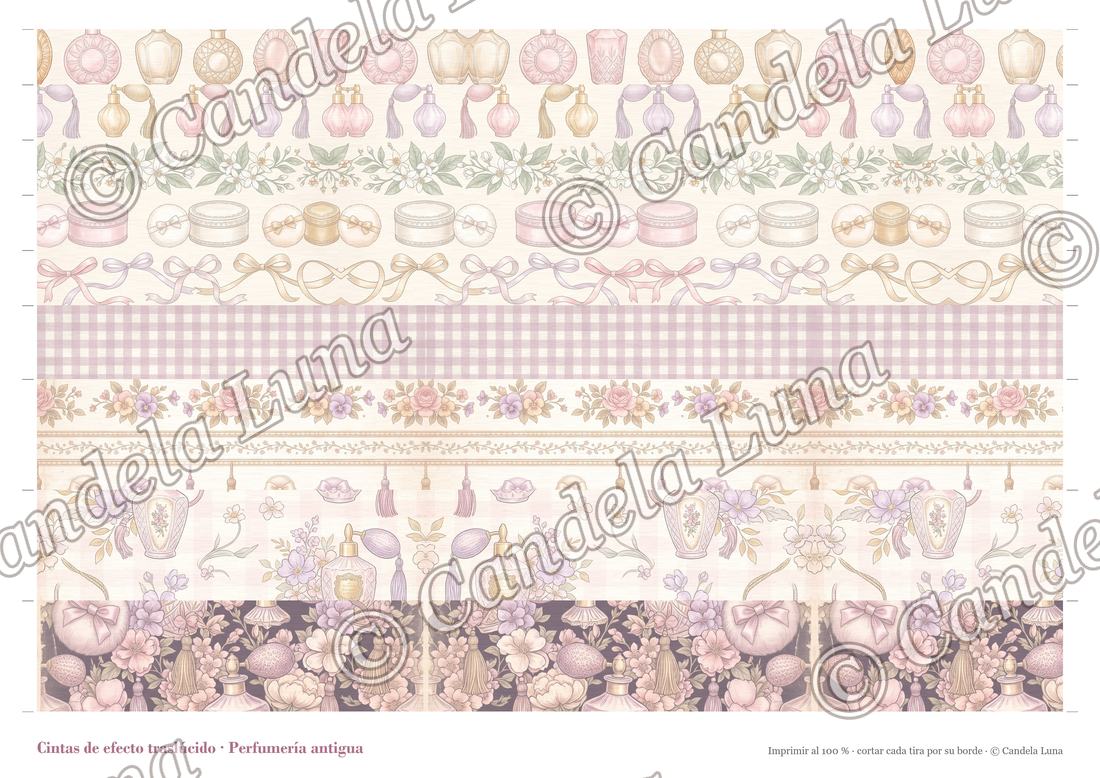 © Candela Luna
© Candela Luna
©
Candela Luna
© Candela Luna
© Candela
Cintas de efecto traslúcido · Perfumería antigua
Imprimir al 100 % · cortar cada tira por su borde · © Candela Luna